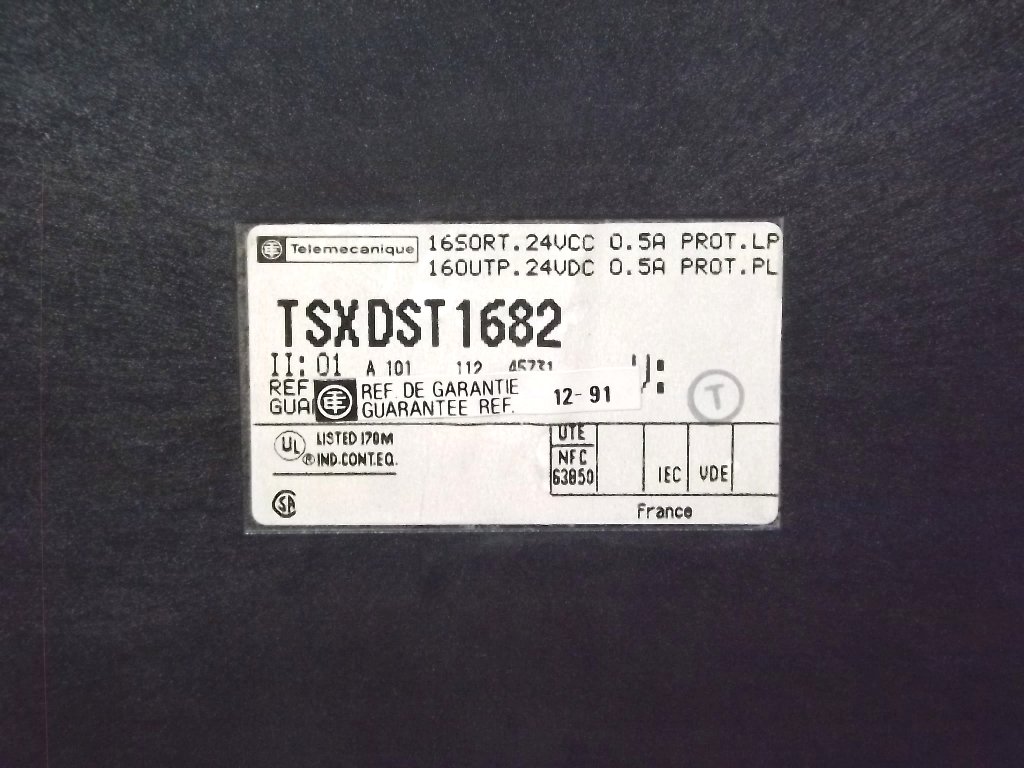 Telemecanique
16SORT.24VCC 0.5A PROT.LP
16OUTP.24VDC 0.5A PROT.PL
TSXDST1682
II: 01 A 101 112
REF
GUA
REF. DE GARANTIE
GUARANTEE REF.
12-91
T
UL LISTED 170M
® IND.CONT.EQ.
SA
UTE
NFC
63850
IEC
VDE
France